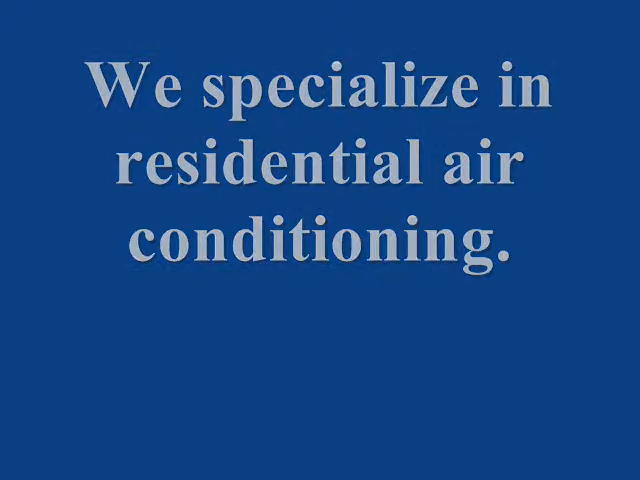 We specialize in
residential air
conditioning.